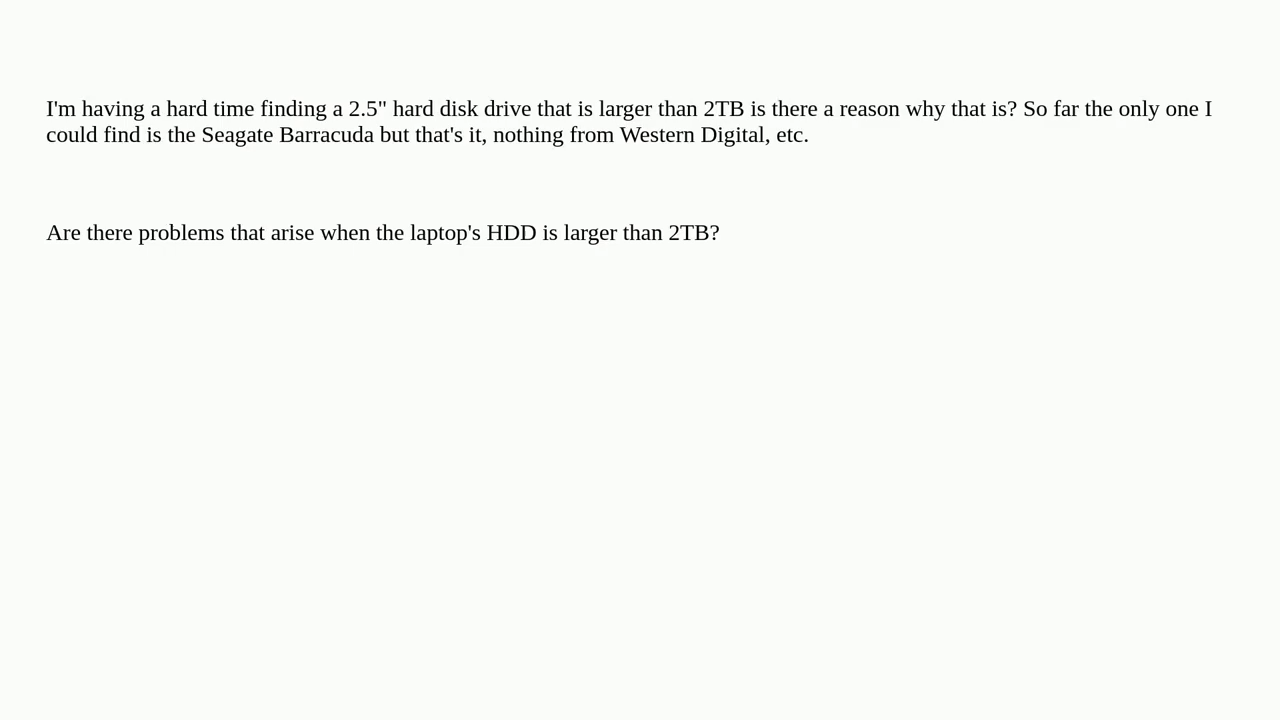 I'm having a hard time finding a 2.5" hard disk drive that is larger than 2TB is there a reason why that is? So far the only one I
could find is the Seagate Barracuda but that's it, nothing from Western Digital, etc.
Are there problems that arise when the laptop's HDD is larger than 2TB?